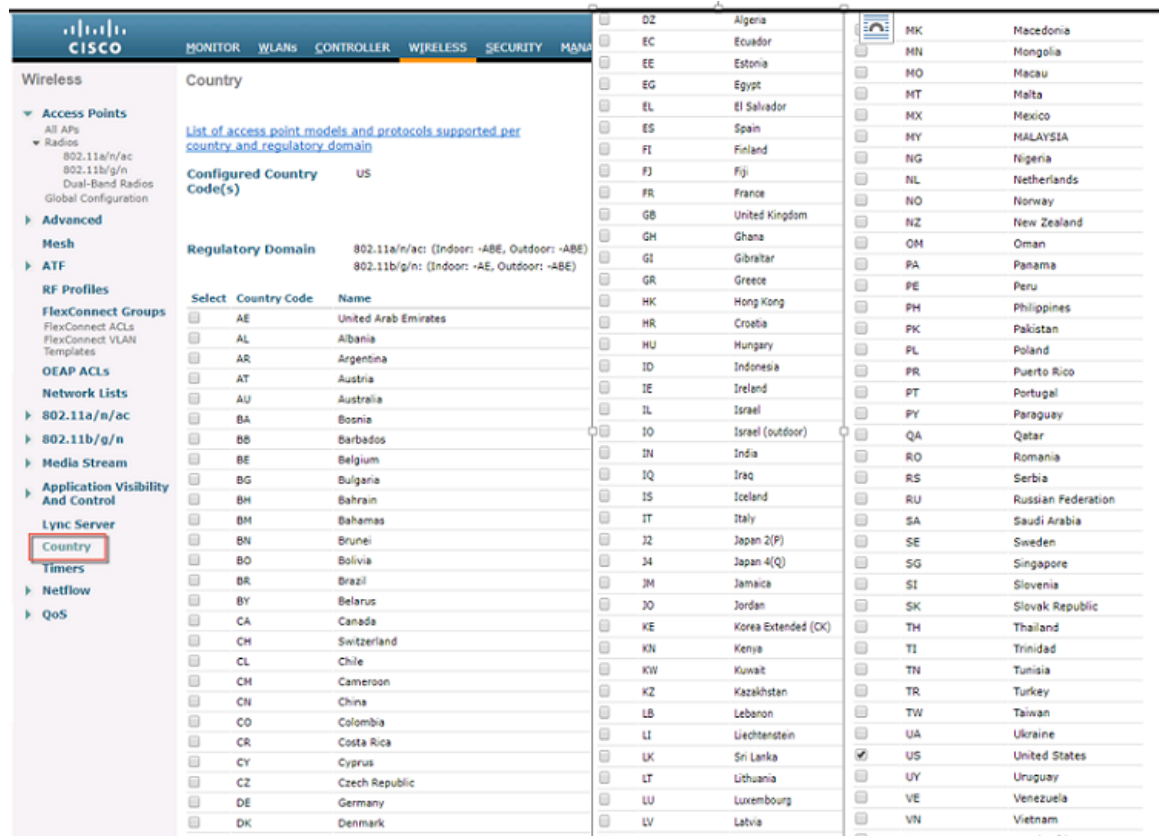 CISCO
MONITOR WLANs CONTROLLER WIRELESS SECURITY MANA
Wireless
Access Points
All APs
Radios
802.11a/n/ac
802.11b/g/n
Dual-Band Radios
Global Configuration
Advanced
Mesh
ATF
RF Profiles
FlexConnect Groups
FlexConnect ACLs
FlexConnect VLAN
Templates
OEAP ACLs
Network Lists
802.11a/n/ac
802.11b/g/n
Media Stream
Application Visibility
And Control
Lync Server
Country
Timers
Netflow
QoS
Country
List of access point models and protocols supported per
country and regulatory domain
Configured Country US
Code(s)
Regulatory Domain 802.11a/n/ac: (Indoor: -ABE, Outdoor: -ABE)
802.11b/g/n: (Indoor: -AE, Outdoor: -ABE)
Select Country Code Name
AE United Arab Emirates
AL Albania
AR Argentina
AT Austria
AU Australia
BA Bosnia
BB Barbados
BE Belgium
BG Bulgaria
BH Bahrain
BM Bahamas
BN Brunei
BO Bolivia
BR Brazil
BY Belarus
CA Canada
CH Switzerland
CL Chile
CM Cameroon
CN China
CO Colombia
CR Costa Rica
CY Cyprus
CZ Czech Republic
DE Germany
DK Denmark
DZ Algeria
EC Ecuador
EE Estonia
EG Egypt
EL El Salvador
ES Spain
FI Finland
FJ Fiji
FR France
GB United Kingdom
GH Ghana
GI Gibraltar
GR Greece
HK Hong Kong
HR Croatia
HU Hungary
ID Indonesia
IE Ireland
IL Israel
IO Israel (outdoor)
IN India
IQ Iraq
IS Iceland
IT Italy
J2 Japan 2(P)
J4 Japan 4(Q)
JM Jamaica
JO Jordan
KE Korea Extended (CK)
KN Kenya
KW Kuwait
KZ Kazakhstan
LB Lebanon
LI Liechtenstein
LK Sri Lanka
LT Lithuania
LU Luxembourg
LV Latvia
MK Macedonia
MN Mongolia
MO Macau
MT Malta
MX Mexico
MY MALAYSIA
NG Nigeria
NL Netherlands
NO Norway
NZ New Zealand
OM Oman
PA Panama
PE Peru
PH Philippines
PK Pakistan
PL Poland
PR Puerto Rico
PT Portugal
PY Paraguay
QA Qatar
RO Romania
RS Serbia
RU Russian Federation
SA Saudi Arabia
SE Sweden
SG Singapore
SI Slovenia
SK Slovak Republic
TH Thailand
TI Trinidad
TN Tunisia
TR Turkey
TW Taiwan
UA Ukraine
US United States
UY Uruguay
VE Venezuela
VN Vietnam